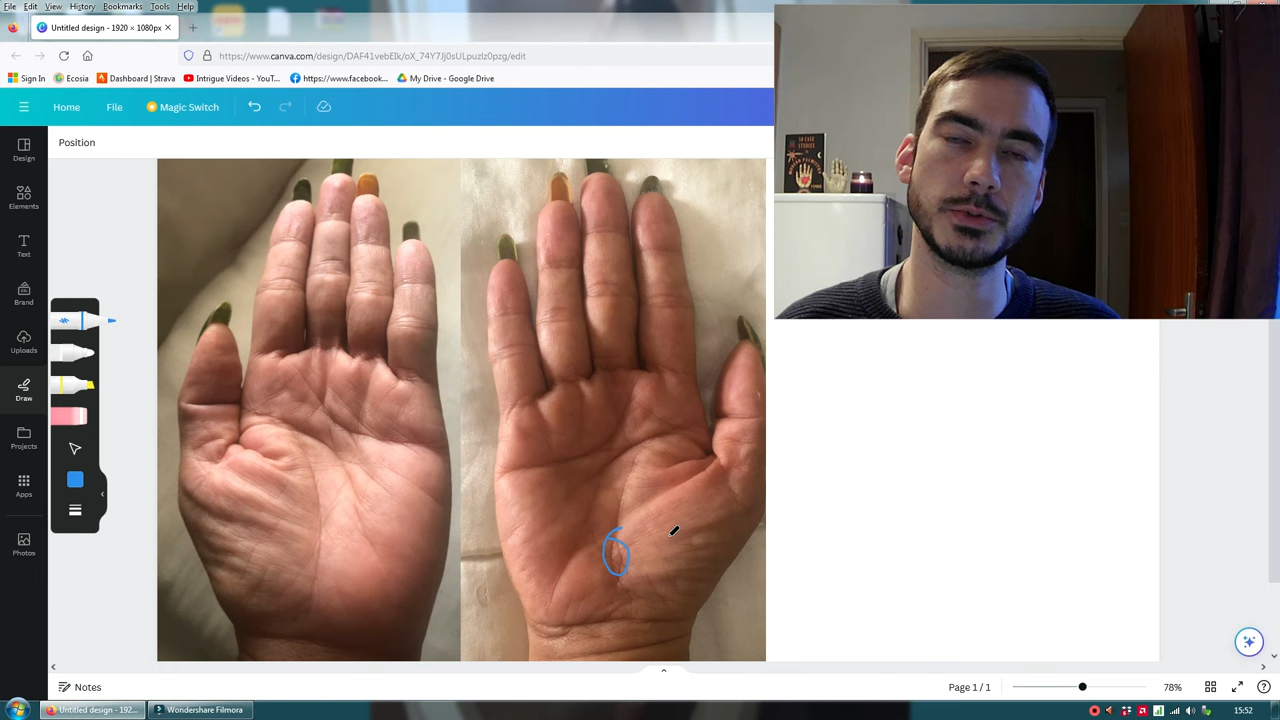 File Edit View History Bookmarks Tools Help
Untitled design - 1920 × 1080px
https://www.canva.com/design/DAF41vebEIk/oX_74Y7Jj0sULpuzIz0pzg/edit
Sign In Ecosia Dashboard | Strava Intrigue Videos - YouT... https://www.facebook... My Drive - Google Drive
Home File Magic Switch
Position
Design
Elements
Text
Brand
Uploads
Draw
Projects
Apps
Photos
Notes
Page 1 / 1
78%
Untitled design - 192...
Wondershare Filmora
15:52